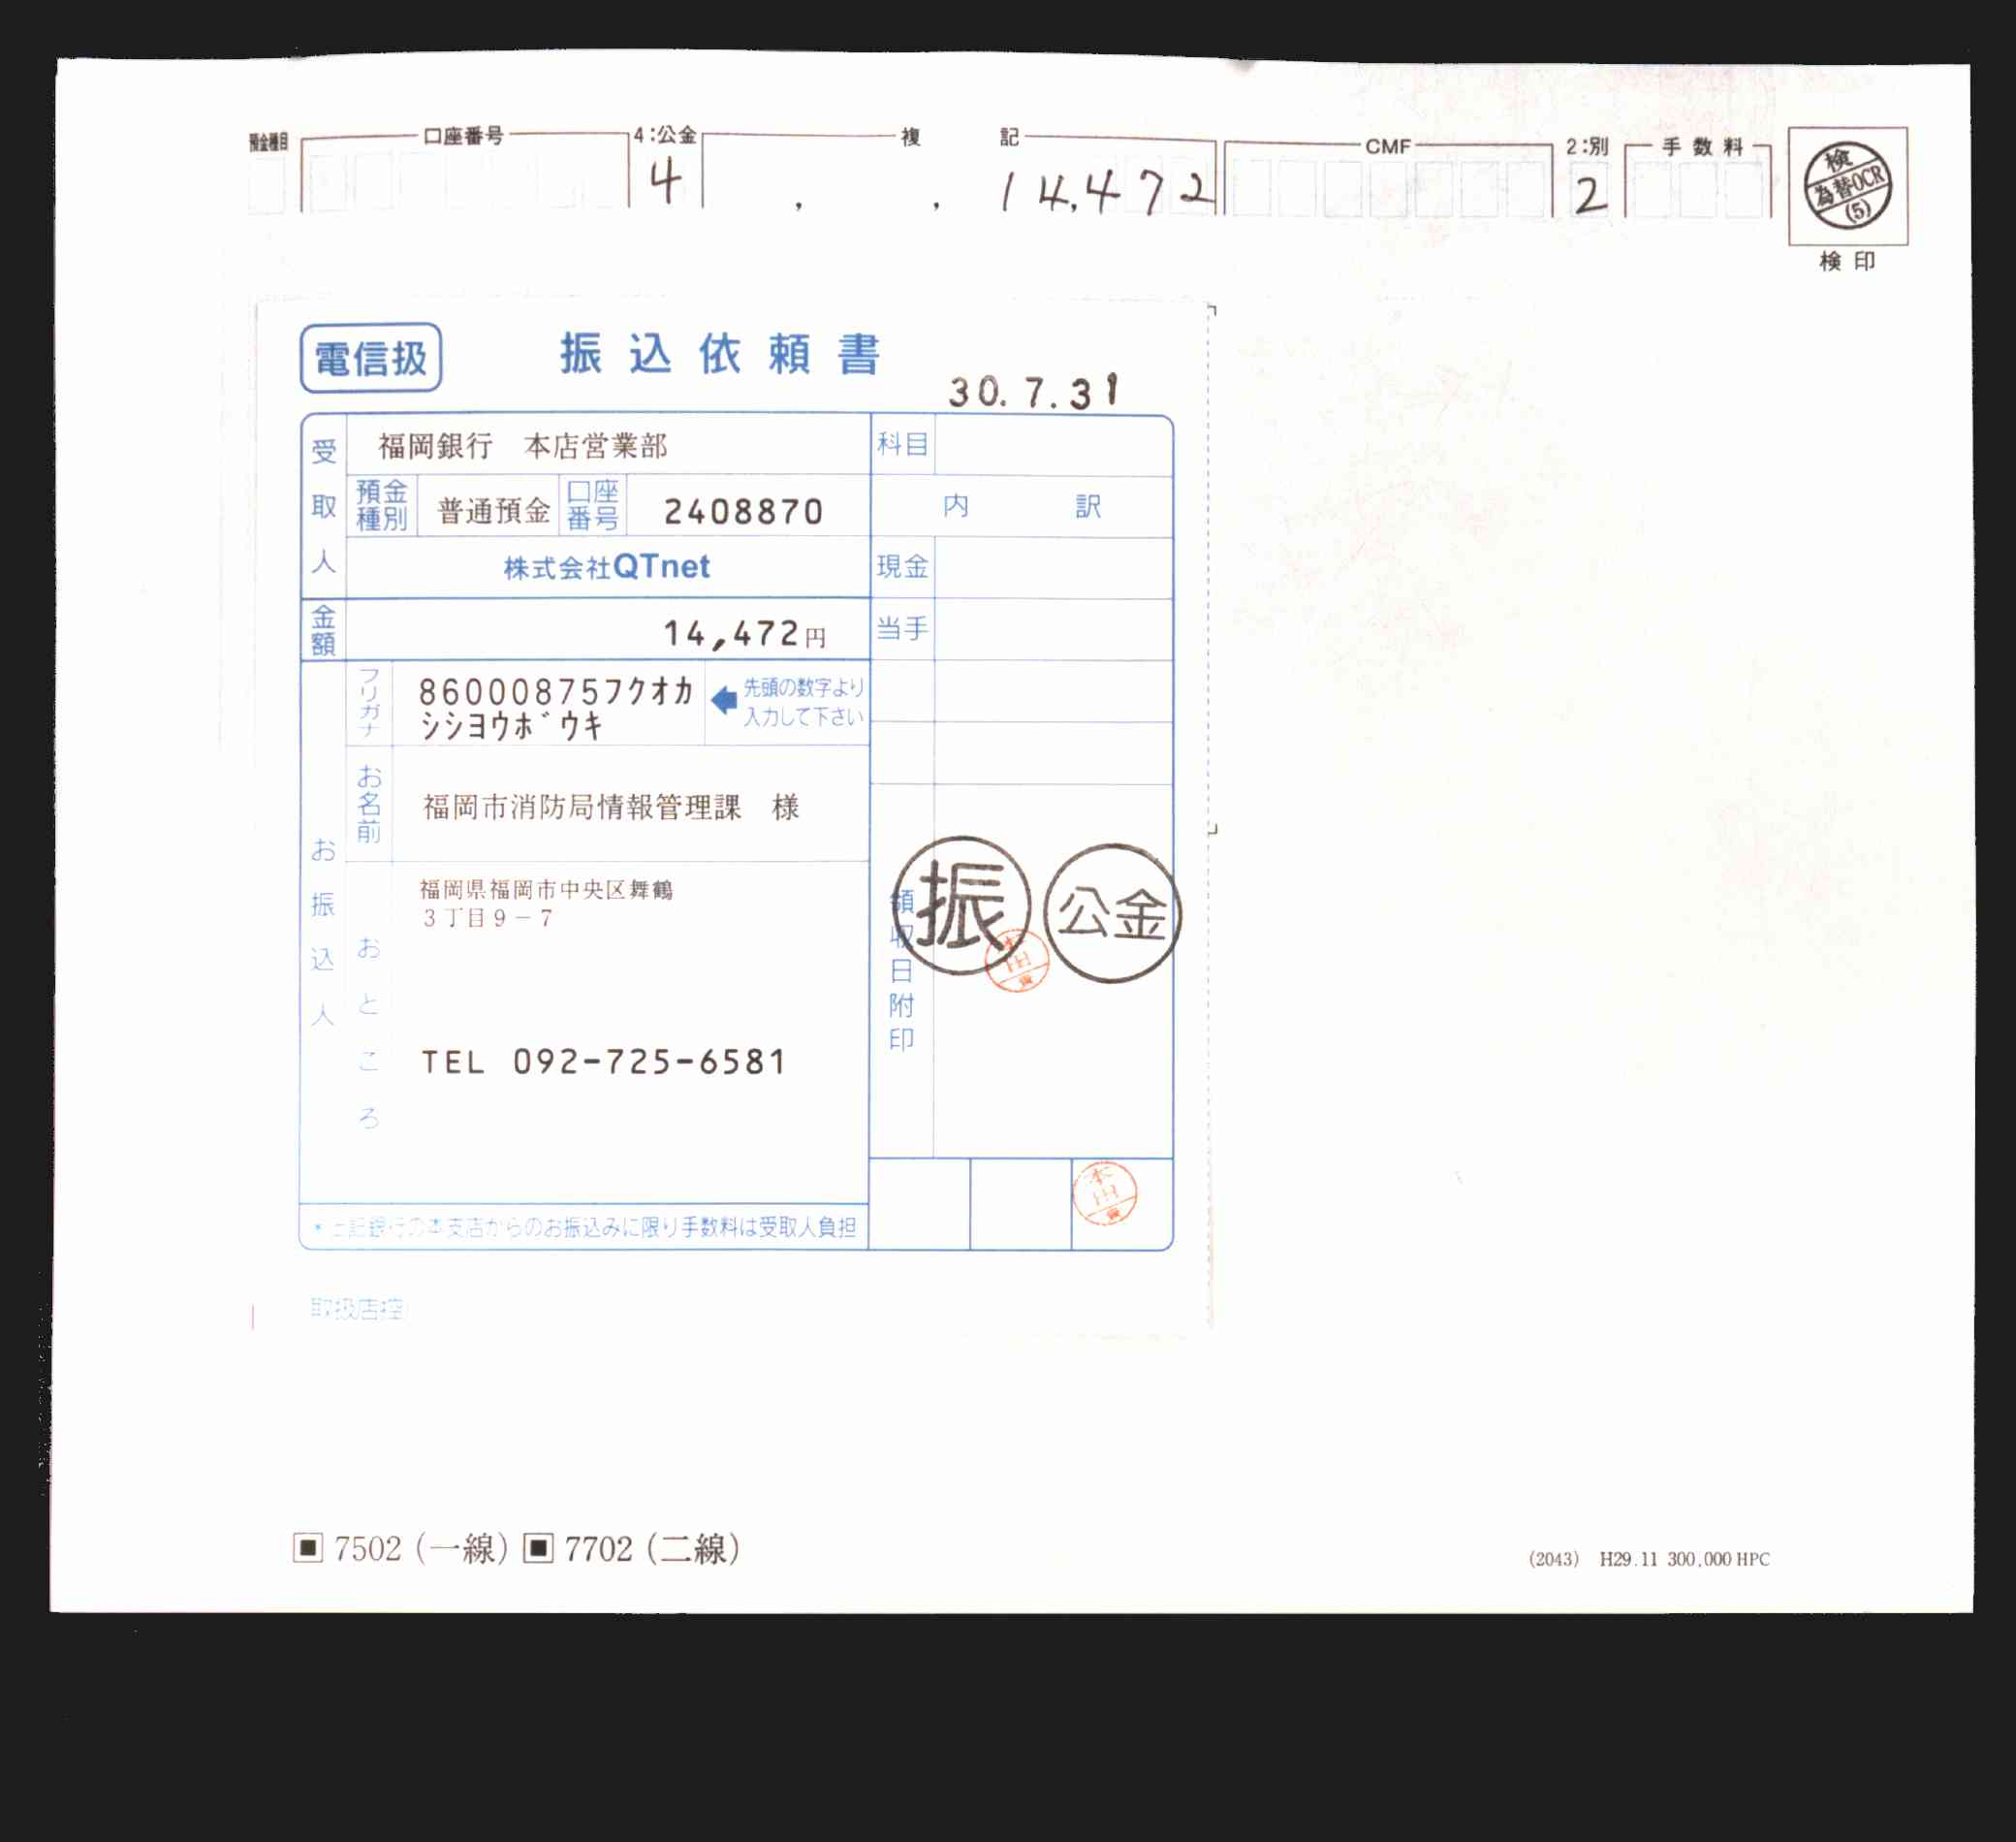 預金種目 口座番号 4:公金 複 記 CMF 2:別 手数料
4 , , 14,472 2
検
為替OCR
(5)
検印
電信扱 振込依頼書
30.7.31
受取人 福岡銀行 本店営業部 科目
預金種別 普通預金 口座番号 2408870 内 訳
株式会社QTnet 現金
金額 14,472円 当手
フリガナ 86000875フクオカ
シシヨウボウキ
先頭の数字より
入力して下さい
お振込人
お名前 福岡市消防局情報管理課 様
おところ 福岡県福岡市中央区舞鶴
3丁目9-7
TEL 092-725-6581
領収日附印
振 公金
*上記銀行の本支店からのお振込みに限り手数料は受取人負担
取扱店控
7502(一線) 7702(二線)
(2043) H29.11 300,000 HPC